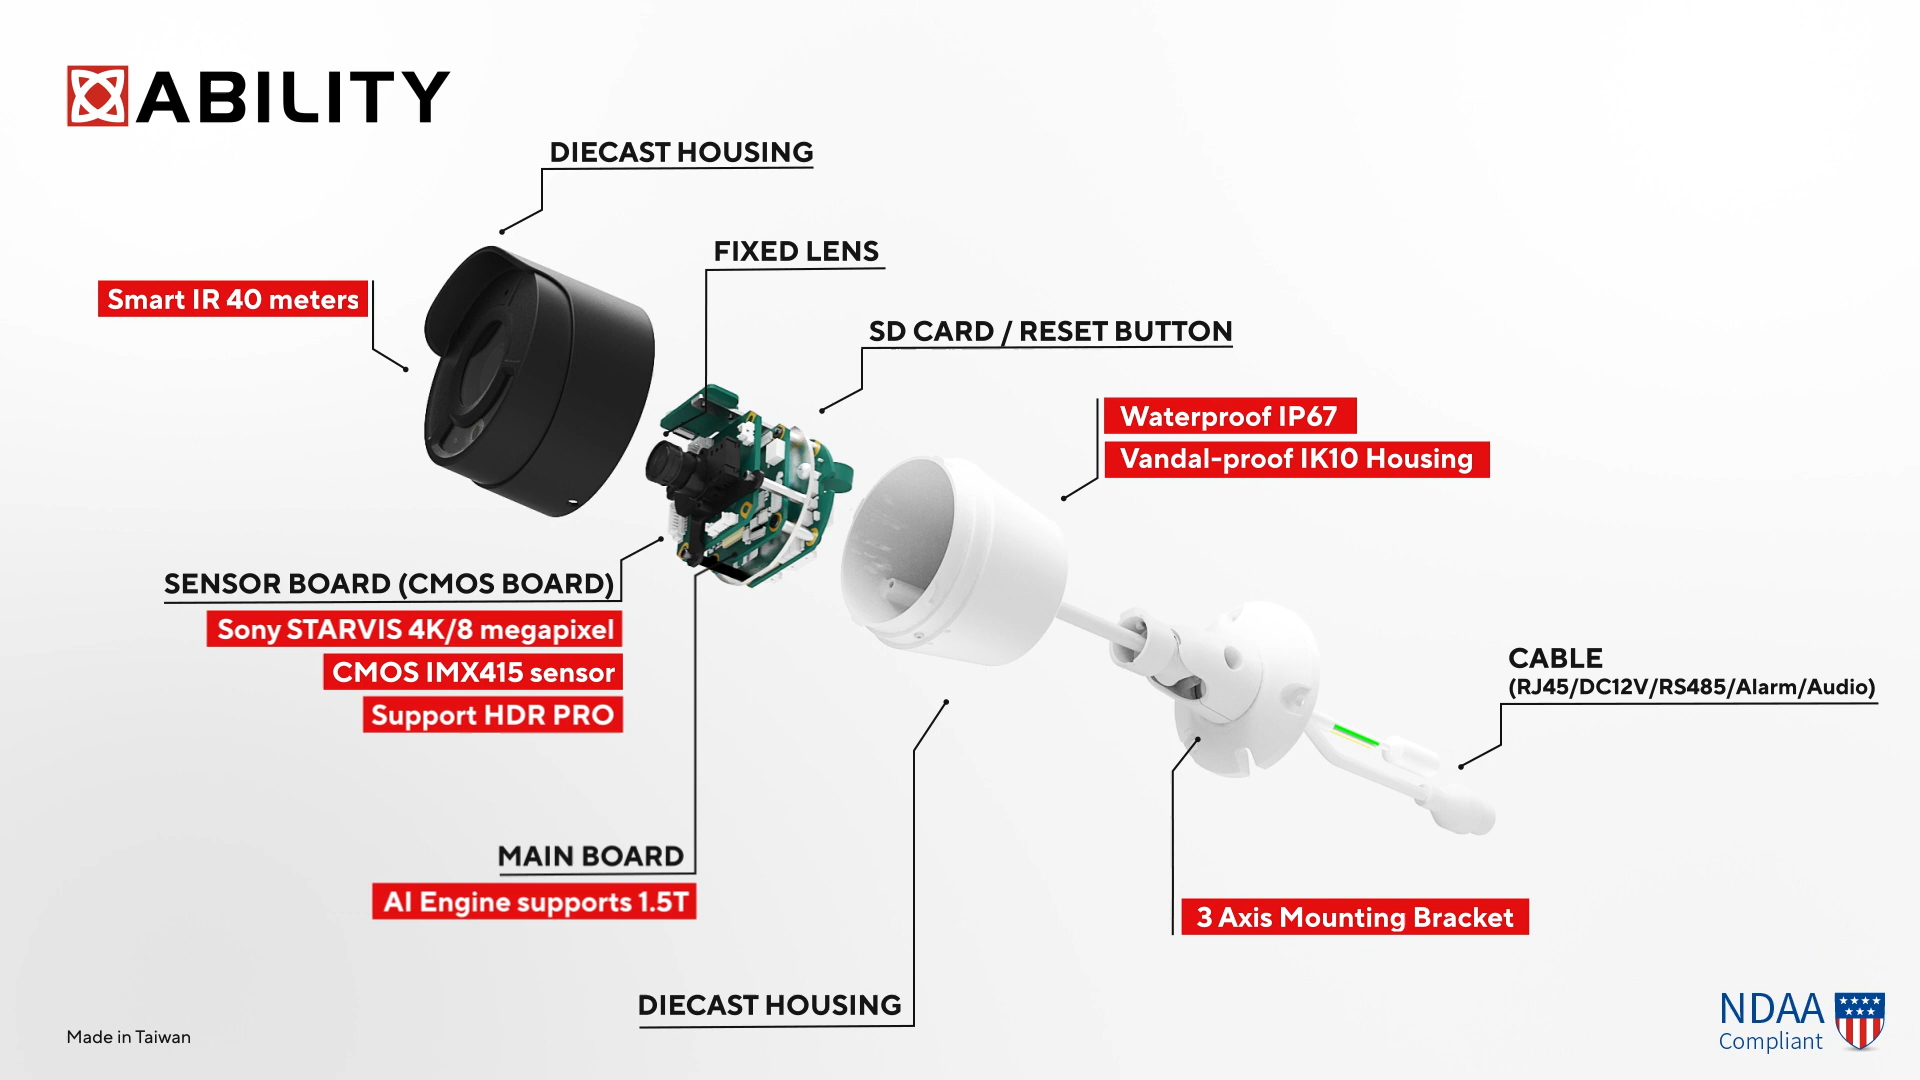 ABILITY
DIECAST HOUSING
FIXED LENS
Smart IR 40 meters
SD CARD / RESET BUTTON
Waterproof IP67
Vandal-proof IK10 Housing
SENSOR BOARD (CMOS BOARD)
Sony STARVIS 4K/8 megapixel
CMOS IMX415 sensor
Support HDR PRO
CABLE
(RJ45/DC12V/RS485/Alarm/Audio)
MAIN BOARD
AI Engine supports 1.5T
3 Axis Mounting Bracket
DIECAST HOUSING
Made in Taiwan
NDAA
Compliant